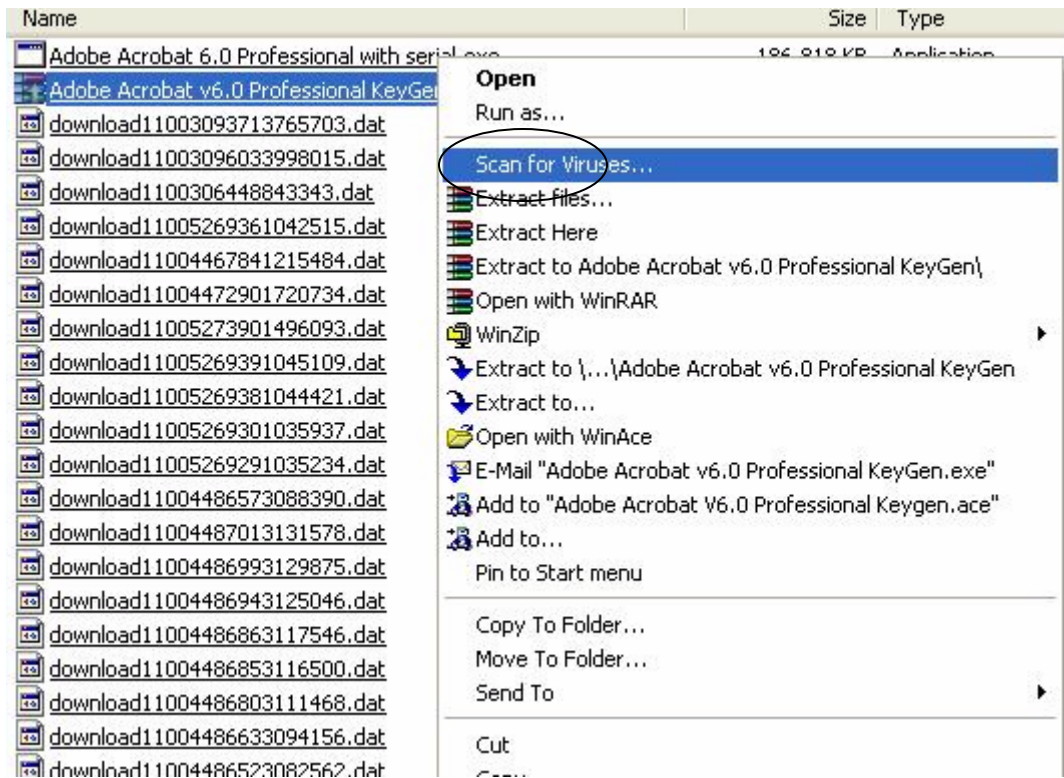 Name Size Type
Adobe Acrobat 6.0 Professional with serial.exe 186,818 KB Application
Adobe Acrobat v6.0 Professional KeyGen
download11003093713765703.dat
download11003096033998015.dat
download11003064488433​43.dat
download11005269361042515.dat
download11004467841215484.dat
download11004472901720734.dat
download11005273901496093.dat
download11005269391045109.dat
download11005269381044421.dat
download11005269301035937.dat
download11005269291035234.dat
download11004486573088390.dat
download11004487013131578.dat
download11004486993129875.dat
download11004486943125046.dat
download11004486863117546.dat
download11004486853116500.dat
download11004486803111468.dat
download11004486633094156.dat
download11004486523082562.dat
Open
Run as...
Scan for Viruses...
Extract files...
Extract Here
Extract to Adobe Acrobat v6.0 Professional KeyGen\
Open with WinRAR
WinZip
Extract to \...\Adobe Acrobat v6.0 Professional KeyGen
Extract to...
Open with WinAce
E-Mail "Adobe Acrobat v6.0 Professional KeyGen.exe"
Add to "Adobe Acrobat V6.0 Professional Keygen.ace"
Add to...
Pin to Start menu
Copy To Folder...
Move To Folder...
Send To
Cut
Copy